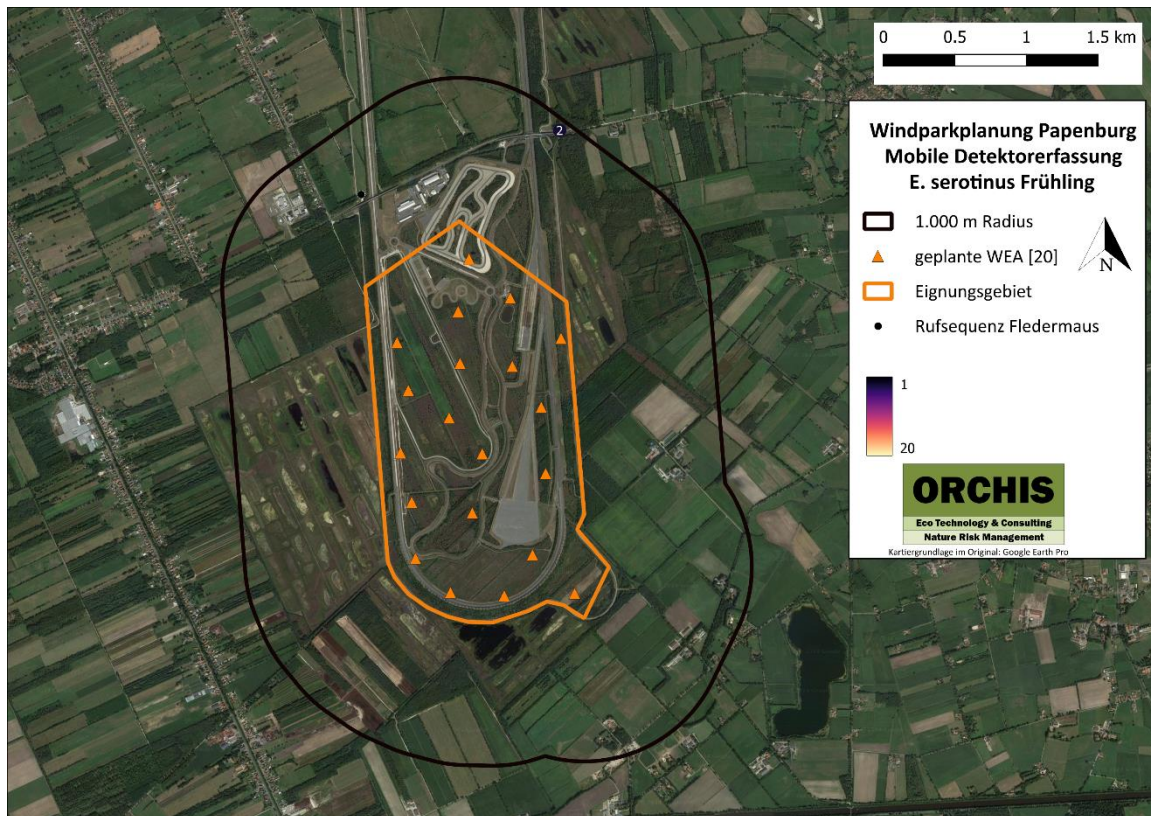 0 0.5 1 1.5 km
2
Windparkplanung Papenburg
Mobile Detektorerfassung
E. serotinus Frühling
1.000 m Radius
geplante WEA [20]
N
Eignungsgebiet
Rufsequenz Fledermaus
1
20
ORCHIS
Eco Technology & Consulting
Nature Risk Management
Kartiergrundlage im Original: Google Earth Pro